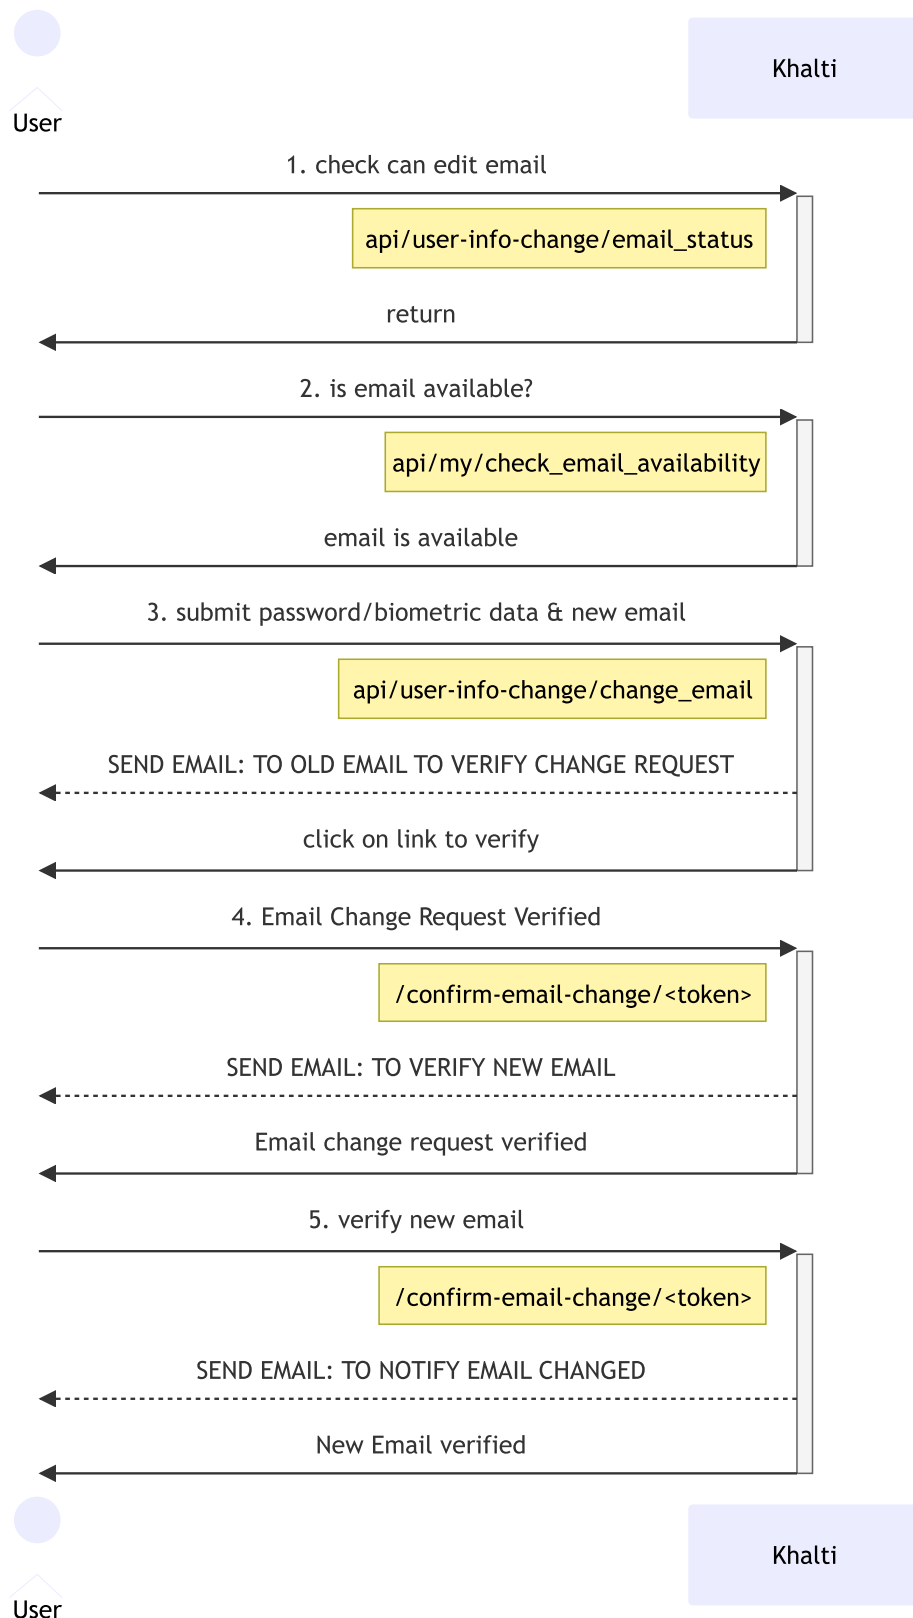 Khalti
User
1. check can edit email
api/user-info-change/email_status
return
2. is email available?
api/my/check_email_availability
email is available
3. submit password/biometric data & new email
api/user-info-change/change_email
SEND EMAIL: TO OLD EMAIL TO VERIFY CHANGE REQUEST
click on link to verify
4. Email Change Request Verified
/confirm-email-change/<token>
SEND EMAIL: TO VERIFY NEW EMAIL
Email change request verified
5. verify new email
/confirm-email-change/<token>
SEND EMAIL: TO NOTIFY EMAIL CHANGED
New Email verified
Khalti
User